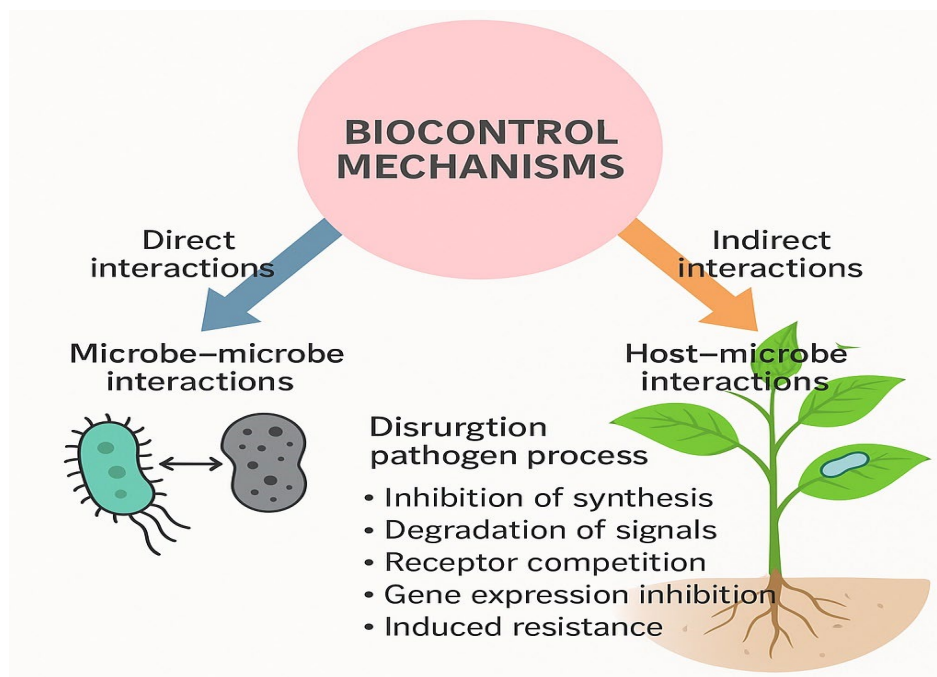 BIOCONTROL
MECHANISMS
Direct
interactions
Indirect
interactions
Microbe–microbe
interactions
Host–microbe
interactions
Disrurgtion
pathogen process
• Inhibition of synthesis
• Degradation of signals
• Receptor competition
• Gene expression inhibition
• Induced resistance